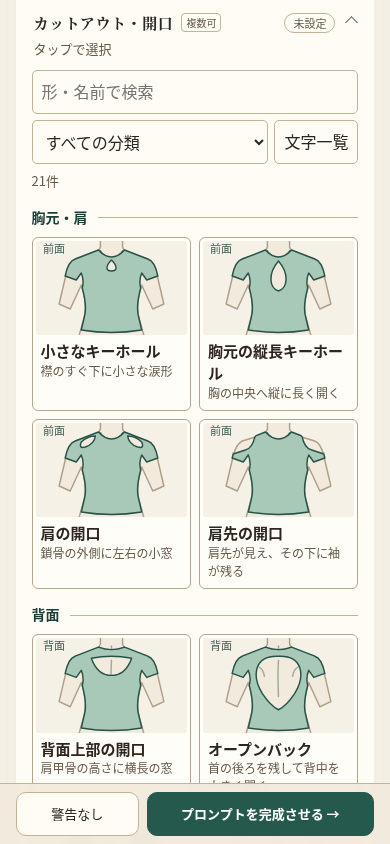 カットアウト・開口 複数可 未設定
タップで選択
形・名前で検索
すべての分類 文字一覧
21件
胸元・肩
前面 前面
小さなキーホール
襟のすぐ下に小さな涙形
胸元の縦長キーホー
ル
胸の中央へ縦に長く開く
前面 前面
肩の開口
鎖骨の外側に左右の小窓
肩先の開口
肩先が見え、その下に袖
が残る
背面
背面 背面
背面上部の開口
肩甲骨の高さに横長の窓
オープンバック
首の後ろを残して背中を
警告なし プロンプトを完成させる →